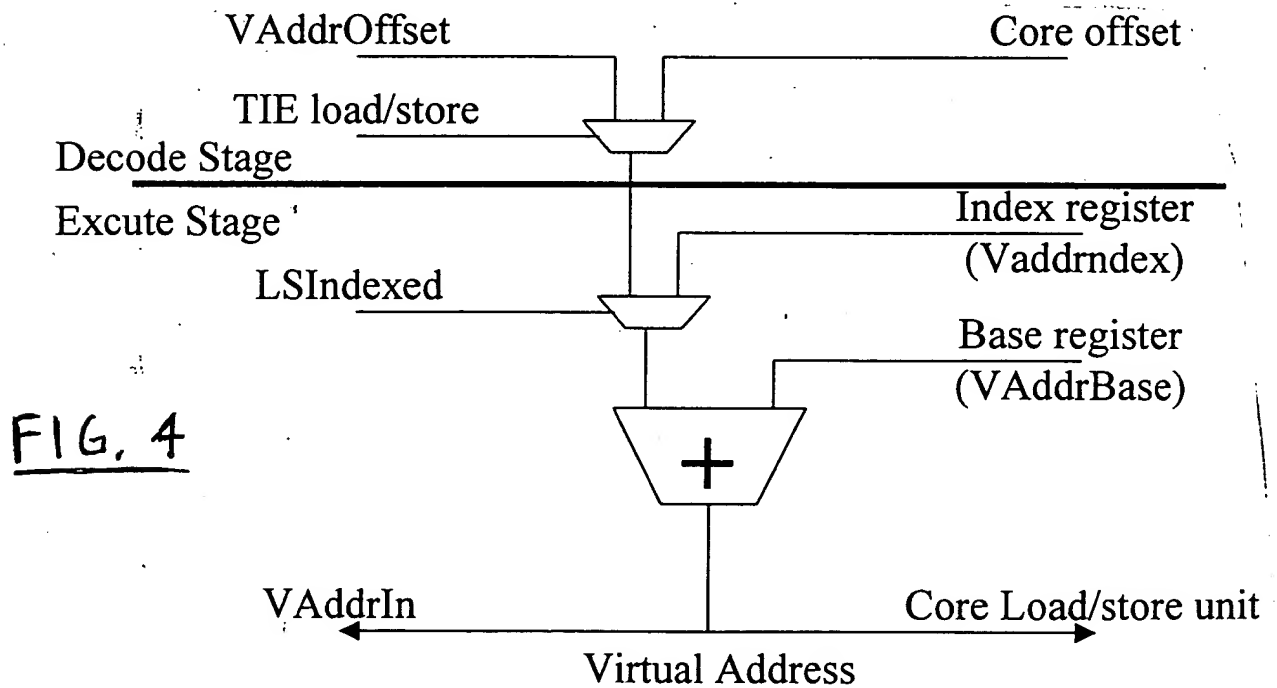 VAddrOffset
Core offset
TIE load/store
Decode Stage
Excute Stage
Index register
(Vaddrndex)
LSIndexed
Base register
(VAddrBase)
FIG. 4
+
VAddrIn
Core Load/store unit
Virtual Address